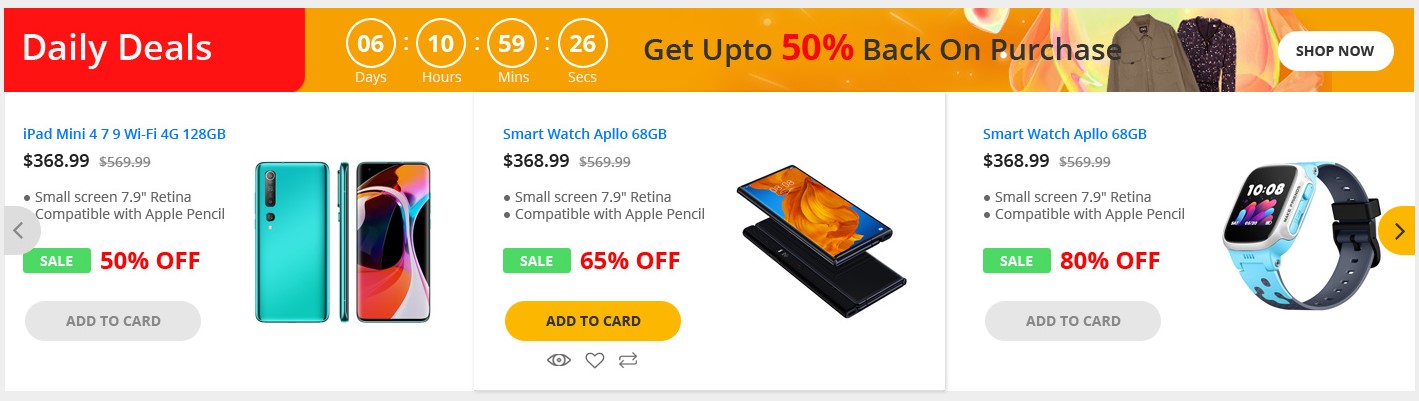 Daily Deals
06 : 10 : 59 : 26
Days Hours Mins Secs
Get Upto 50% Back On Purchase
SHOP NOW
iPad Mini 4 7 9 Wi-Fi 4G 128GB
$368.99 $569.99
● Small screen 7.9" Retina
Compatible with Apple Pencil
SALE 50% OFF
ADD TO CARD
Smart Watch Apllo 68GB
$368.99 $569.99
● Small screen 7.9" Retina
● Compatible with Apple Pencil
SALE 65% OFF
ADD TO CARD
Smart Watch Apllo 68GB
$368.99 $569.99
● Small screen 7.9" Retina
● Compatible with Apple Pencil
SALE 80% OFF
ADD TO CARD
10:08